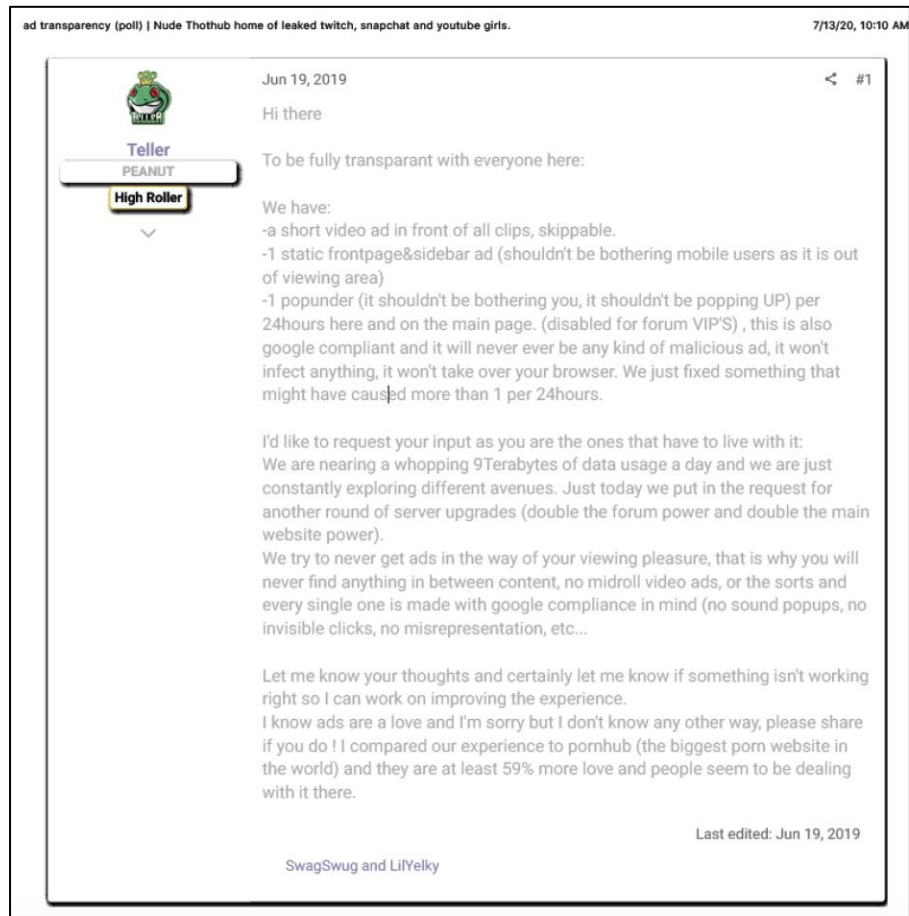 ad transparency (poll) | Nude Thothub home of leaked twitch, snapchat and youtube girls.
7/13/20, 10:10 AM
TELLER
Teller
PEANUT
High Roller
Jun 19, 2019
#1
Hi there
To be fully transparant with everyone here:
We have:
-a short video ad in front of all clips, skippable.
-1 static frontpage&sidebar ad (shouldn't be bothering mobile users as it is out
of viewing area)
-1 popunder (it shouldn't be bothering you, it shouldn't be popping UP) per
24hours here and on the main page. (disabled for forum VIP'S) , this is also
google compliant and it will never ever be any kind of malicious ad, it won't
infect anything, it won't take over your browser. We just fixed something that
might have caused more than 1 per 24hours.
I'd like to request your input as you are the ones that have to live with it:
We are nearing a whopping 9Terabytes of data usage a day and we are just
constantly exploring different avenues. Just today we put in the request for
another round of server upgrades (double the forum power and double the main
website power).
We try to never get ads in the way of your viewing pleasure, that is why you will
never find anything in between content, no midroll video ads, or the sorts and
every single one is made with google compliance in mind (no sound popups, no
invisible clicks, no misrepresentation, etc...
Let me know your thoughts and certainly let me know if something isn't working
right so I can work on improving the experience.
I know ads are a love and I'm sorry but I don't know any other way, please share
if you do ! I compared our experience to pornhub (the biggest porn website in
the world) and they are at least 59% more love and people seem to be dealing
with it there.
Last edited: Jun 19, 2019
SwagSwug and LilYelky